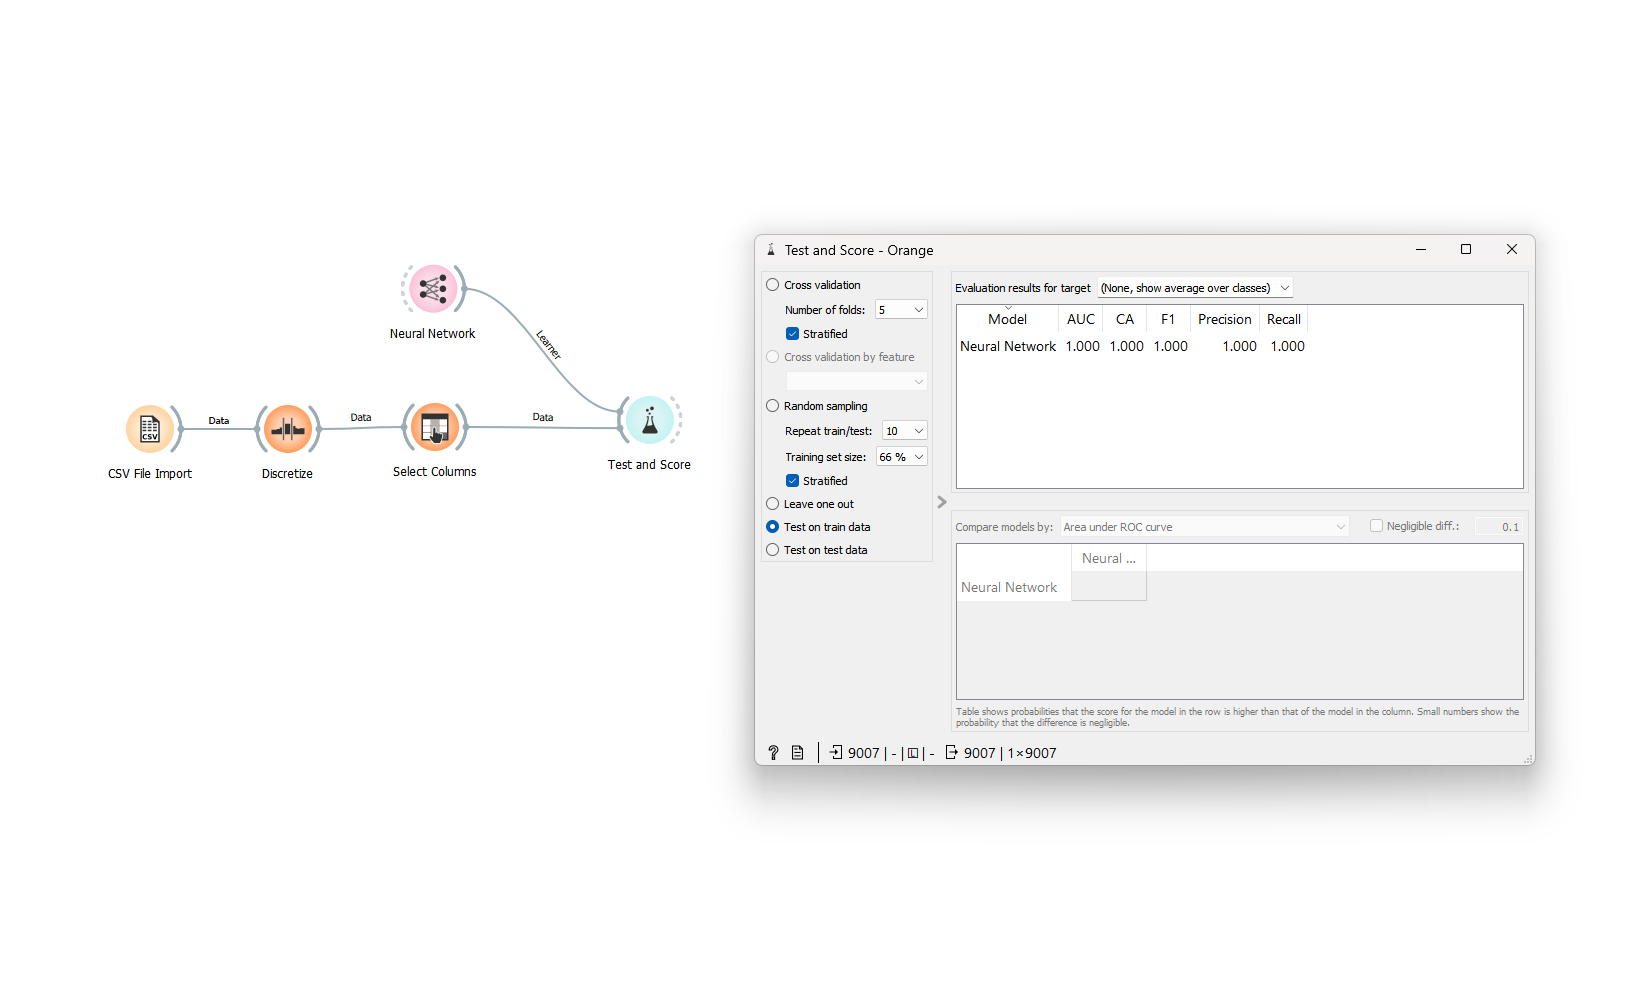 Neural Network
Learner
CSV File Import
CSV
Data
Discretize
Data
Select Columns
Data
Test and Score
Test and Score - Orange
Cross validation
Number of folds: 5
Stratified
Cross validation by feature
Random sampling
Repeat train/test: 10
Training set size: 66 %
Stratified
Leave one out
Test on train data
Test on test data
Evaluation results for target (None, show average over classes)
Model AUC CA F1 Precision Recall
Neural Network 1.000 1.000 1.000 1.000 1.000
Compare models by: Area under ROC curve Negligible diff.: 0.1
Neural ...
Neural Network
Table shows probabilities that the score for the model in the row is higher than that of the model in the column. Small numbers show the
probability that the difference is negligible.
? 9007 | - | L | - 9007 | 1×9007